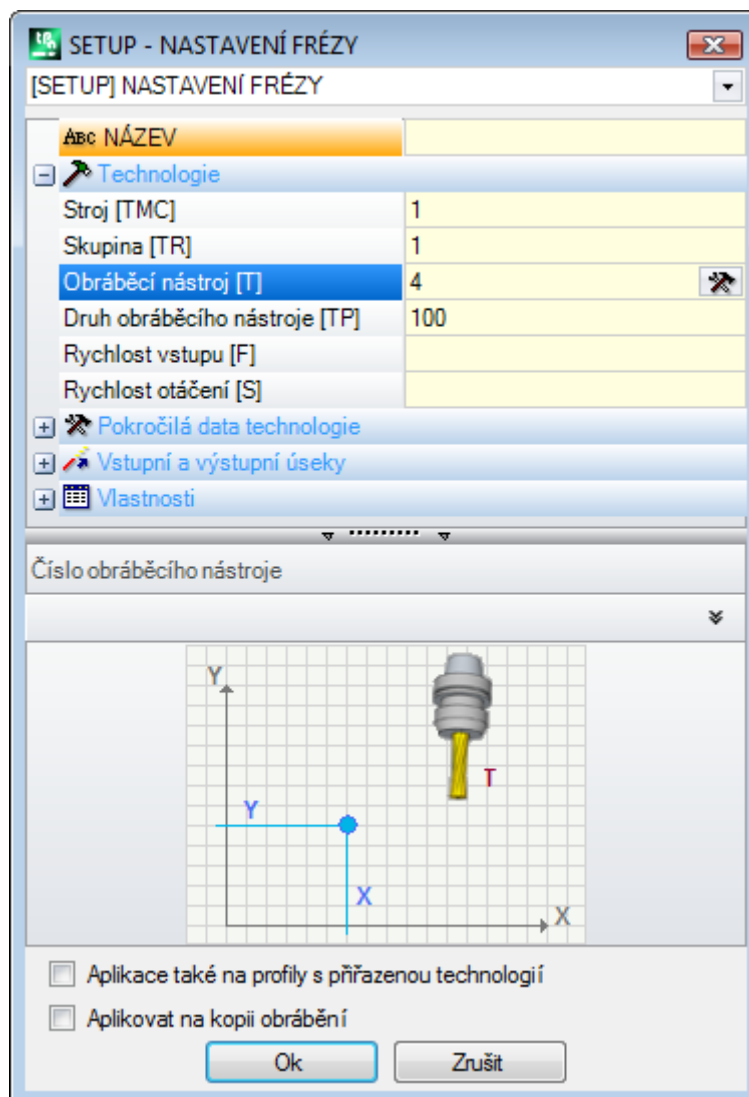 SETUP - NASTAVENÍ FRÉZY
[SETUP] NASTAVENÍ FRÉZY
ABC NÁZEV
Technologie
Stroj [TMC] 1
Skupina [TR] 1
Obráběcí nástroj [T] 4
Druh obráběcího nástroje [TP] 100
Rychlost vstupu [F]
Rychlost otáčení [S]
Pokročilá data technologie
Vstupní a výstupní úseky
Vlastnosti
Číslo obráběcího nástroje
Y
T
Y
X
X
Aplikace také na profily s přiřazenou technologií
Aplikovat na kopii obrábění
Ok Zrušit